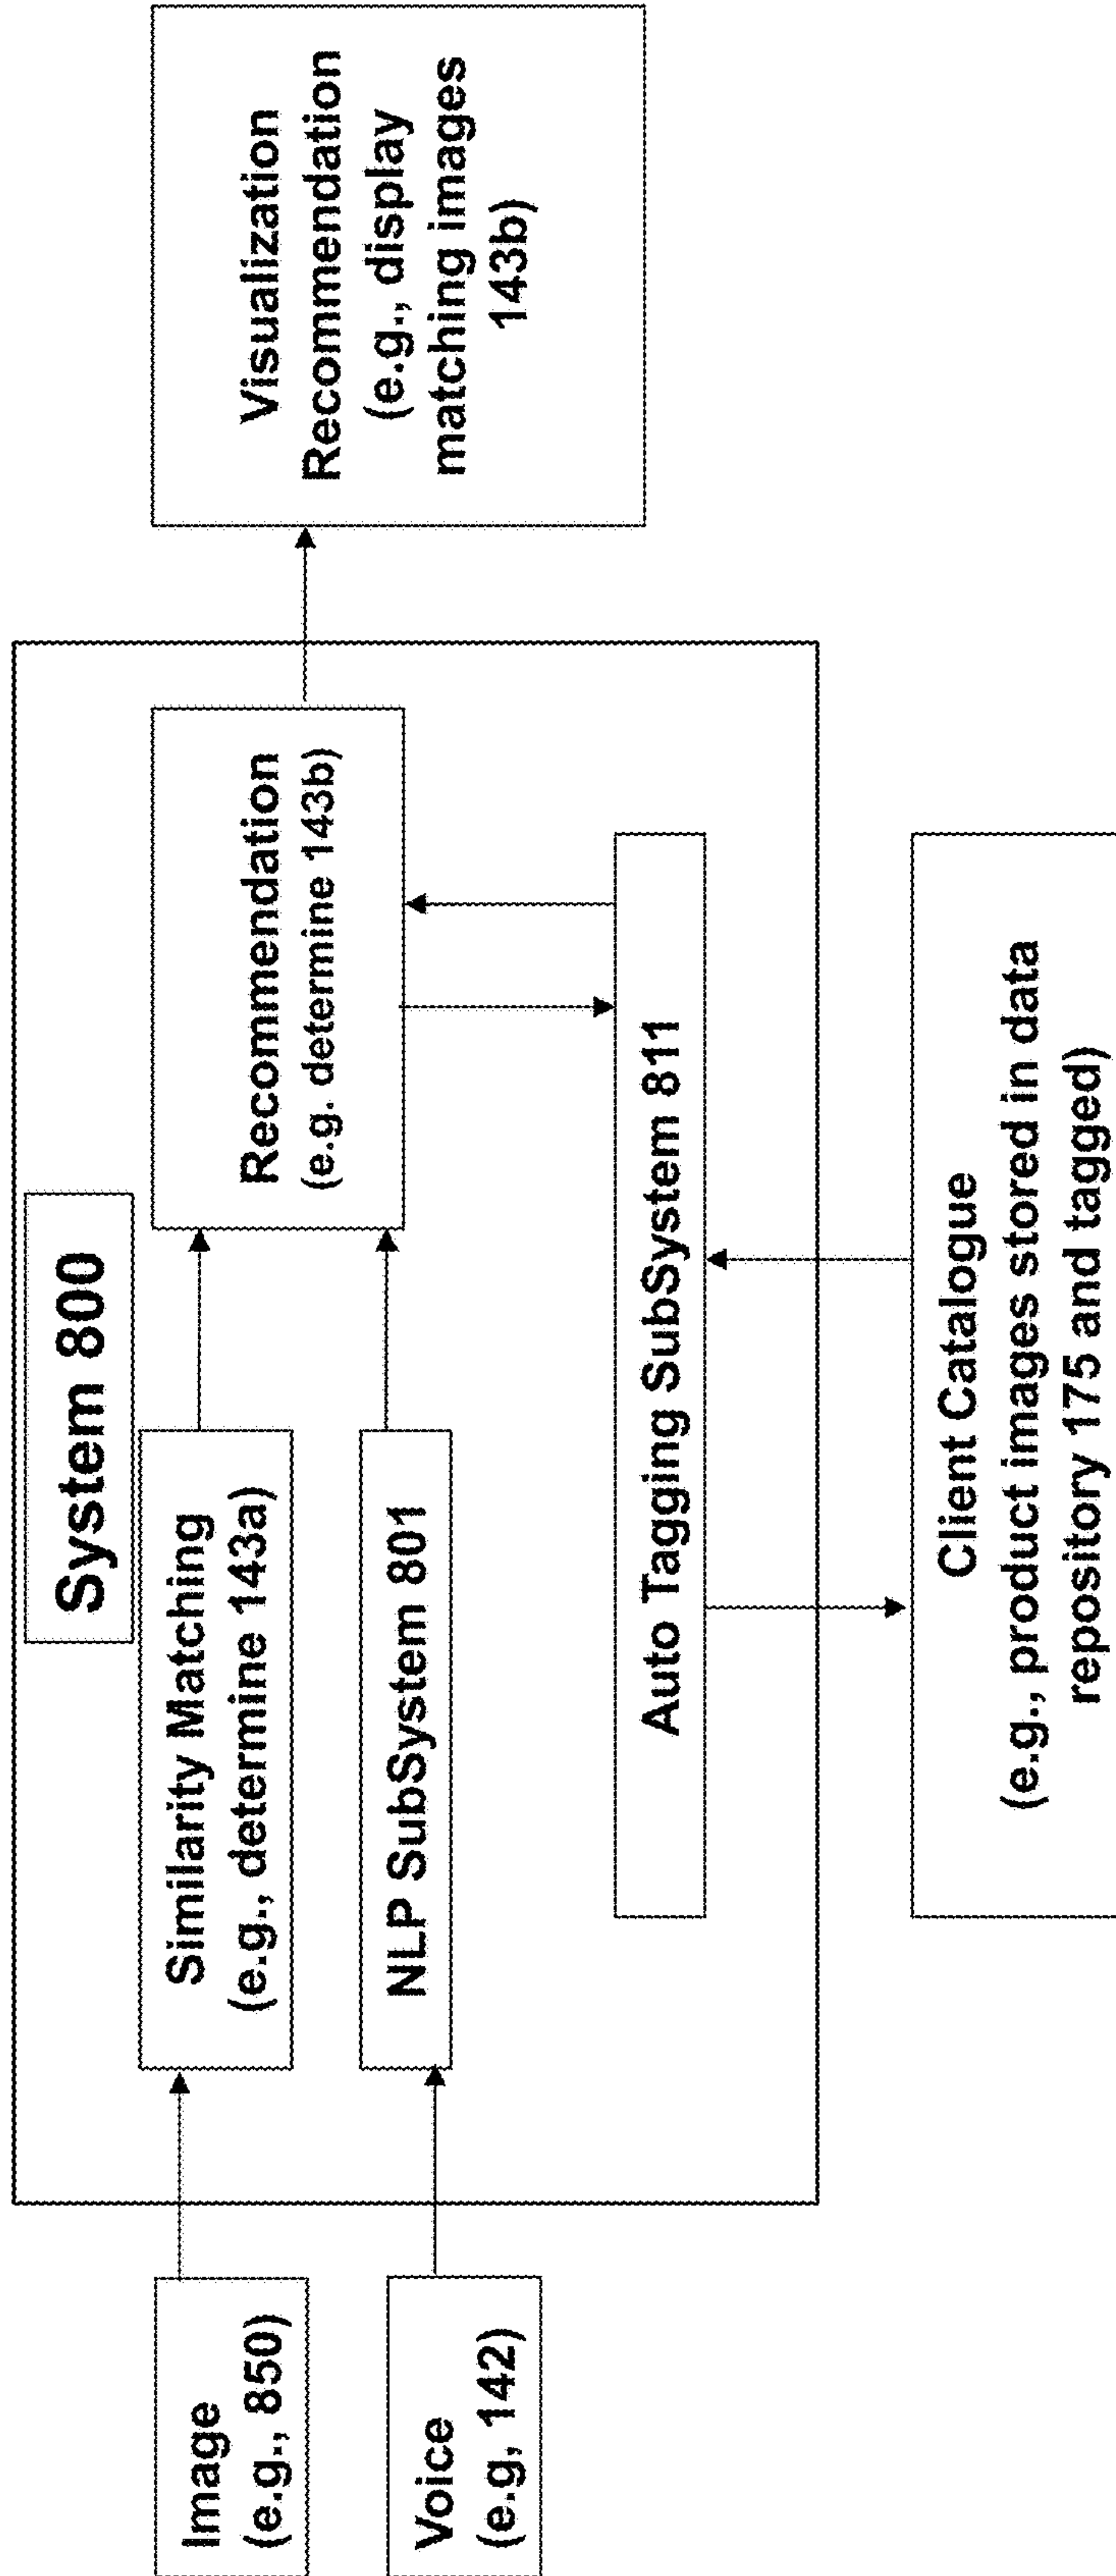 System 800
Image
(e.g., 850)
Similarity Matching
(e.g., determine 143a)
Recommendation
(e.g. determine 143b)
Visualization
Recommendation
(e.g., display
matching images
143b)
Voice
(e.g, 142)
NLP SubSystem 801
Auto Tagging SubSystem 811
Client Catalogue
(e.g., product images stored in data
repository 175 and tagged)